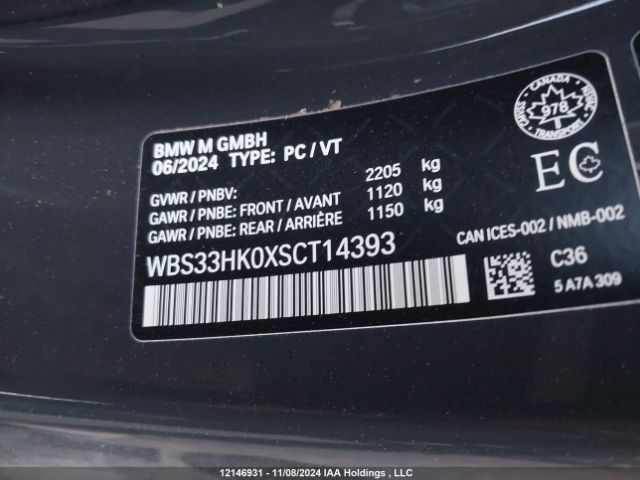 BMW M GMBH
06/2024 TYPE: PC / VT
GVWR / PNBV: 2205 kg
GAWR / PNBE: FRONT / AVANT 1120 kg
GAWR / PNBE: REAR / ARRIÈRE 1150 kg
WBS33HK0XSCT14393
CANADA
978
TRANSPORT
EC
CAN ICES-002 / NMB-002
C36
5 A7A 309
12146931 - 11/08/2024 IAA Holdings , LLC